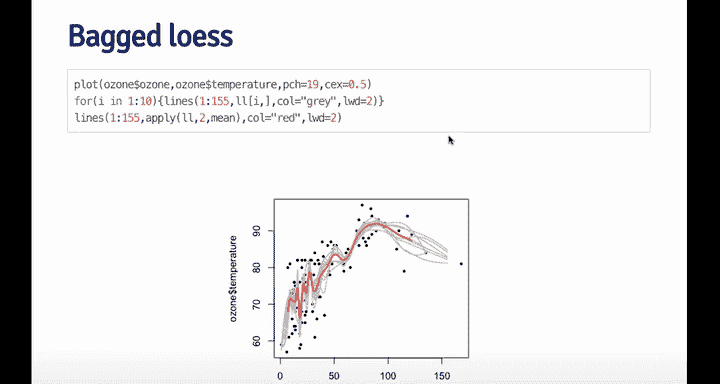 Bagged loess
plot(ozone$ozone,ozone$temperature,pch=19,cex=0.5)
for(i in 1:10){lines(1:155,ll[i,],col="grey",lwd=2)}
lines(1:155,apply(ll,2,mean),col="red",lwd=2)
ozone$temperature
90
80
70
60
0 50 100 150